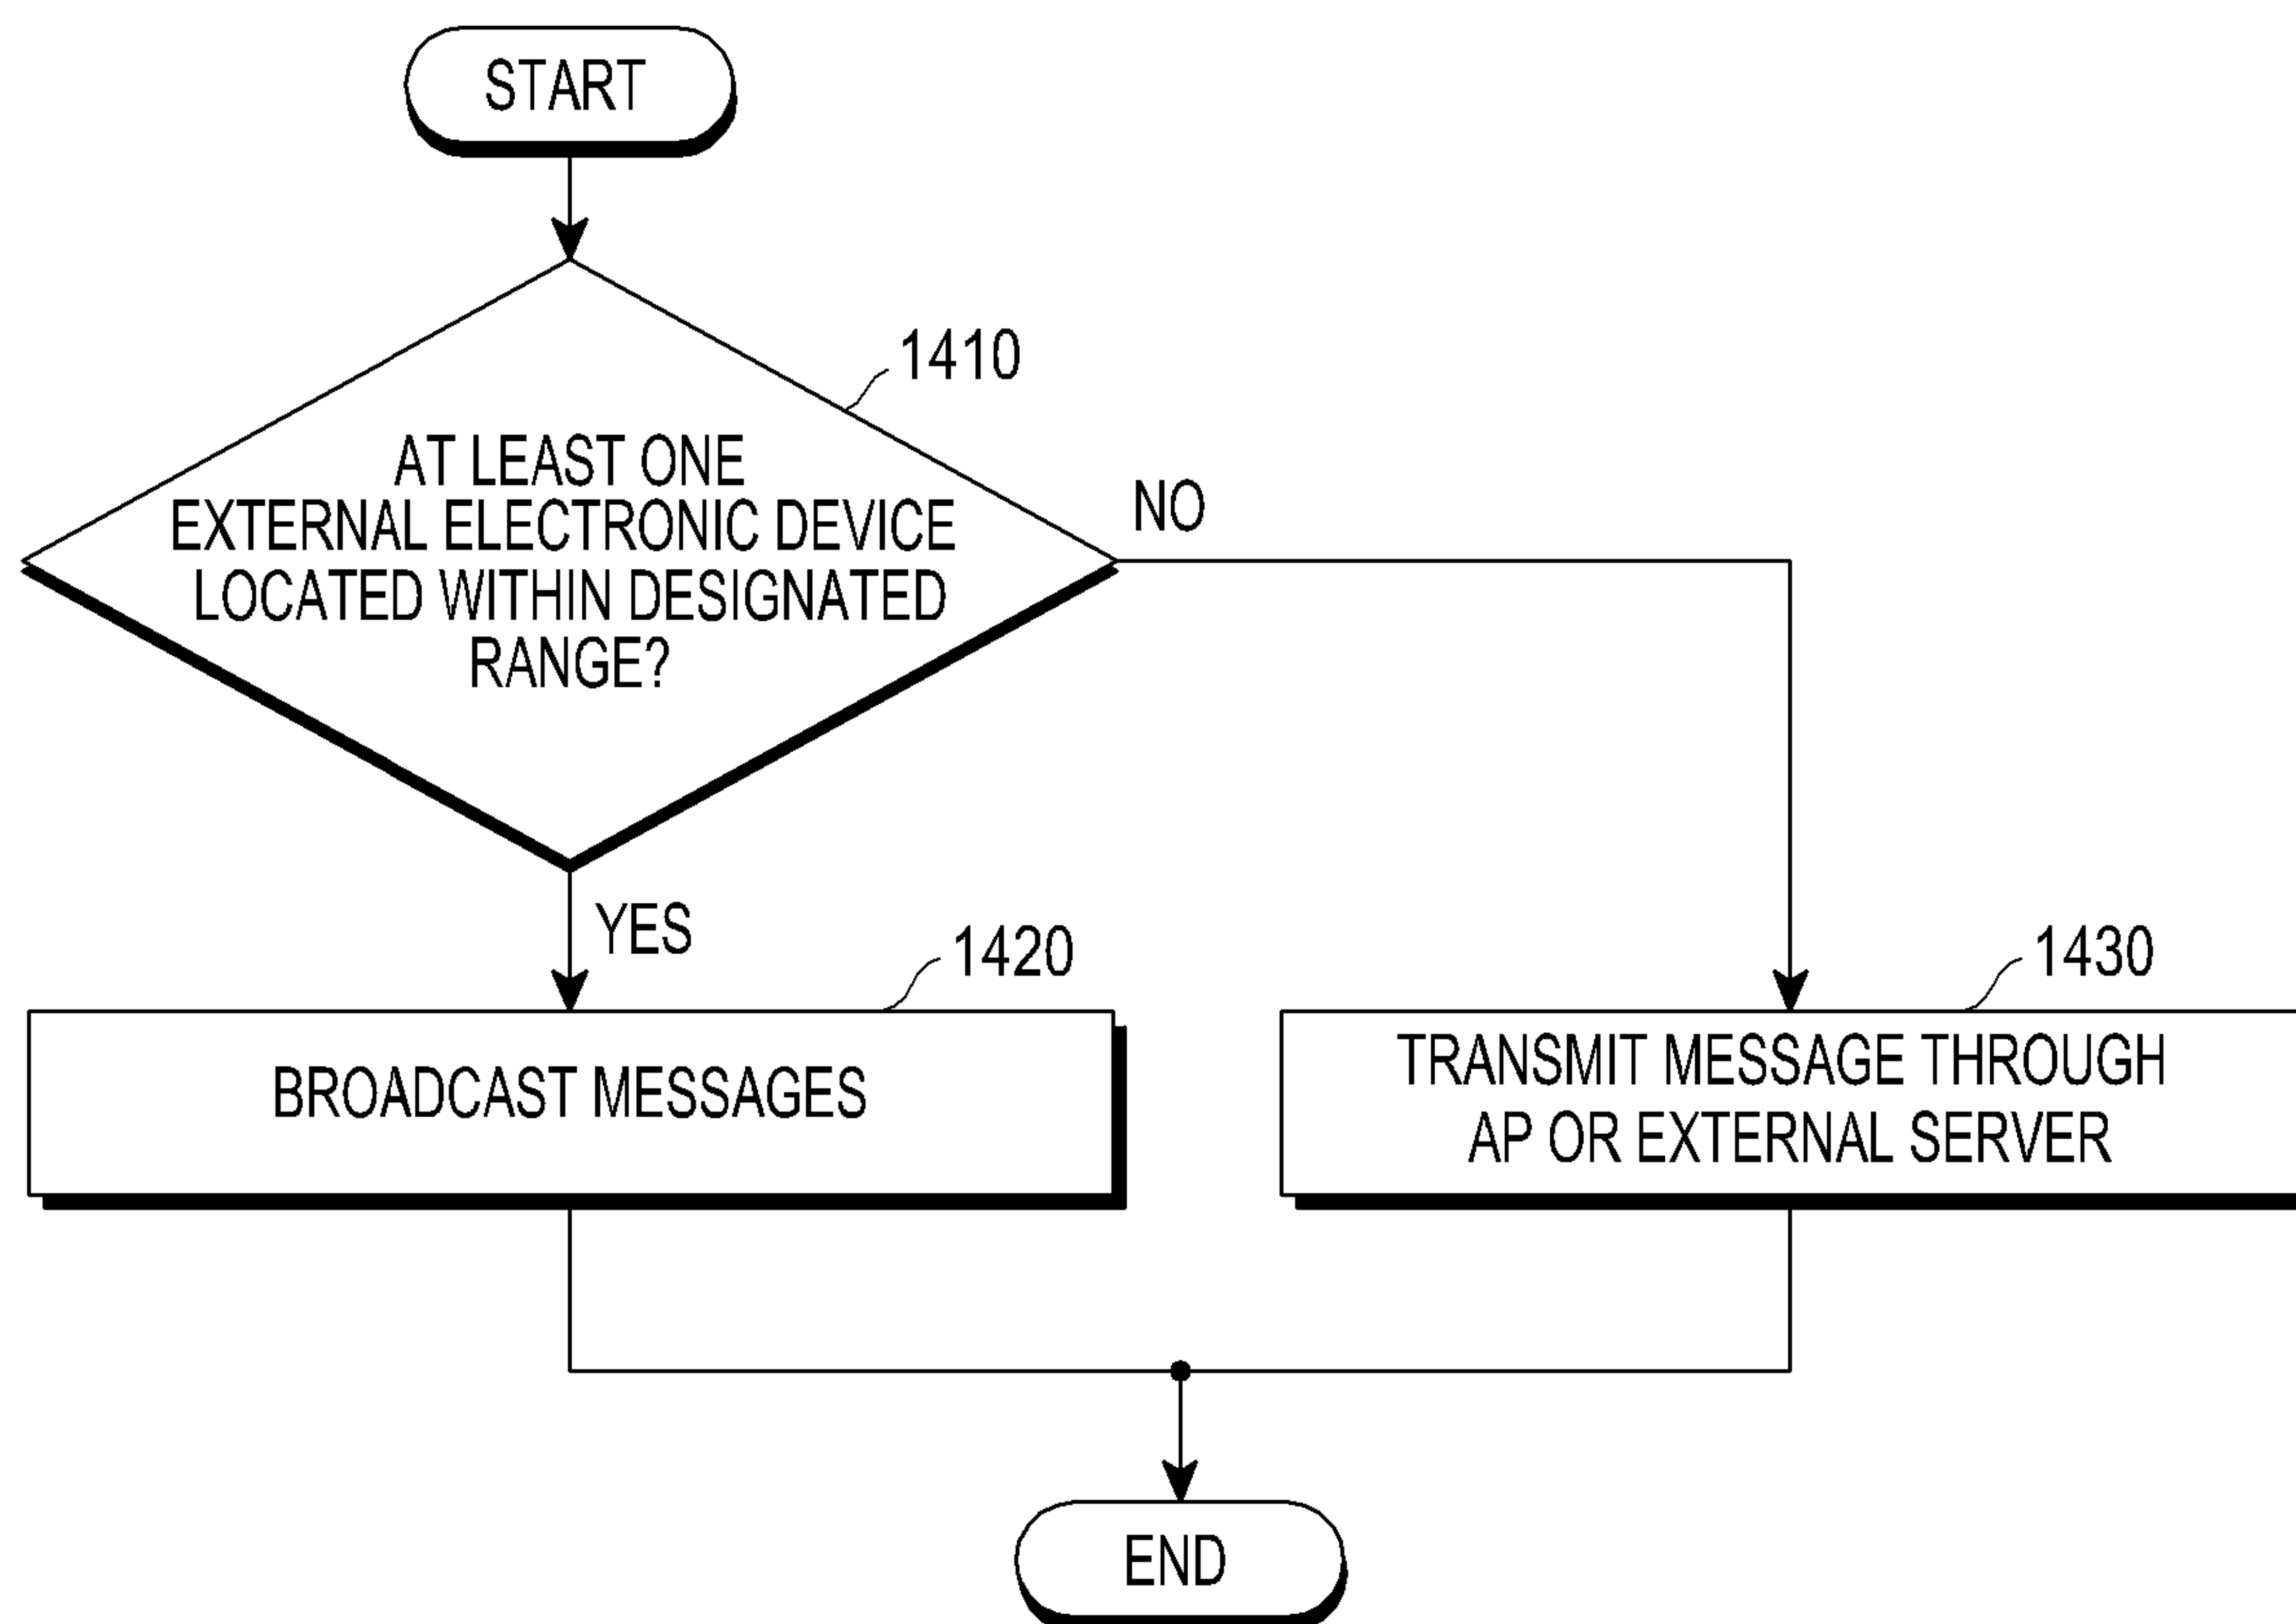 START
1410
AT LEAST ONE
EXTERNAL ELECTRONIC DEVICE
LOCATED WITHIN DESIGNATED
RANGE?
NO
YES
1420
BROADCAST MESSAGES
1430
TRANSMIT MESSAGE THROUGH
AP OR EXTERNAL SERVER
END